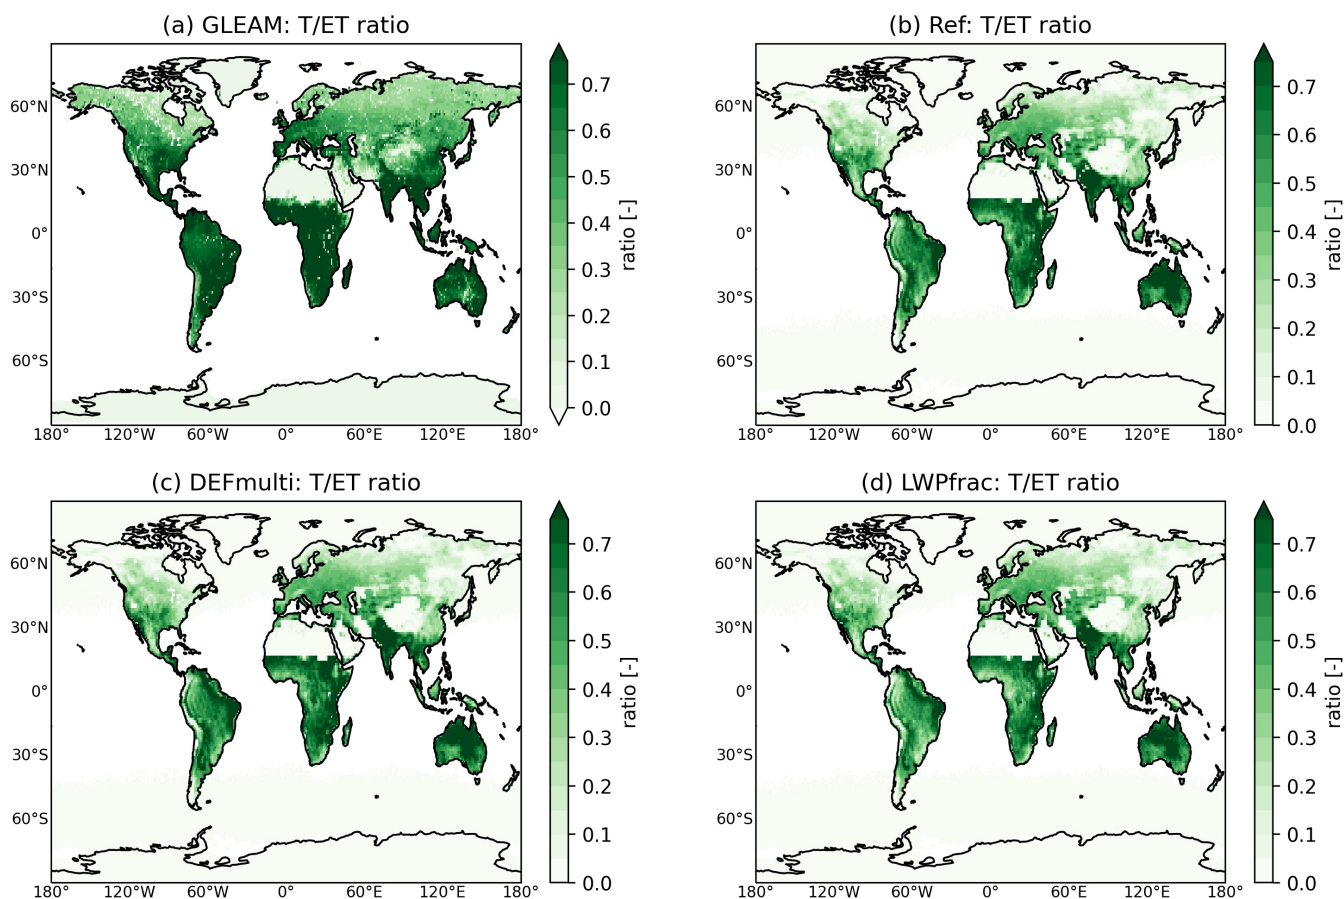 (a) GLEAM: T/ET ratio
60°N
30°N
0°
30°S
60°S
180° 120°W 60°W 0° 60°E 120°E 180°
0.7
0.6
0.5
0.4
0.3
0.2
0.1
0.0
ratio [-]
(b) Ref: T/ET ratio
60°N
30°N
0°
30°S
60°S
180° 120°W 60°W 0° 60°E 120°E 180°
0.7
0.6
0.5
0.4
0.3
0.2
0.1
0.0
ratio [-]
(c) DEFmulti: T/ET ratio
60°N
30°N
0°
30°S
60°S
180° 120°W 60°W 0° 60°E 120°E 180°
0.7
0.6
0.5
0.4
0.3
0.2
0.1
0.0
ratio [-]
(d) LWPfrac: T/ET ratio
60°N
30°N
0°
30°S
60°S
180° 120°W 60°W 0° 60°E 120°E 180°
0.7
0.6
0.5
0.4
0.3
0.2
0.1
0.0
ratio [-]